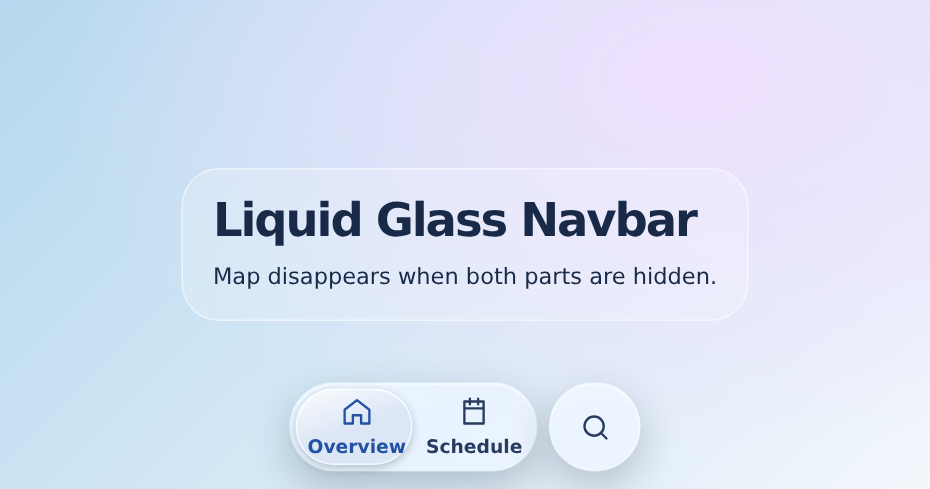 Liquid Glass Navbar
Map disappears when both parts are hidden.
Overview
Schedule